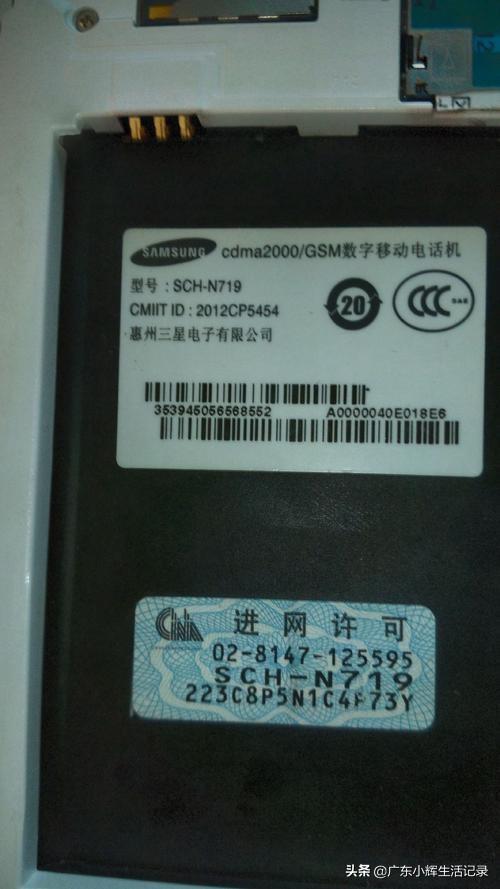 SAMSUNG cdma2000/GSM数字移动电话机
型号：SCH-N719
CMIIT ID : 2012CP5454
惠州三星电子有限公司
20
CCC S&E
353945056568552 A0000040E018E6
进网许可
02-8147-125595
SCH-N719
223C8P5N1C4F73Y
头条 @广东小辉生活记录